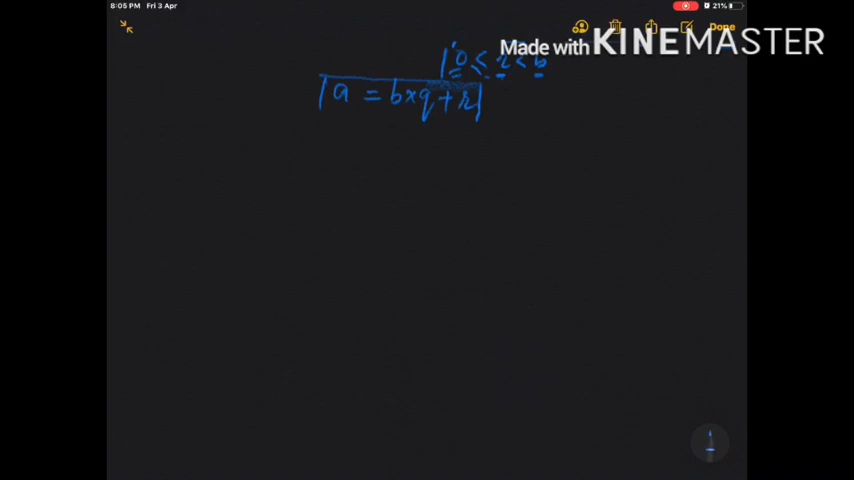 8:05 PM Fri 3 Apr
21%
Done
Made with KINEMASTER
0 ≤ r < b
a = b×q + r